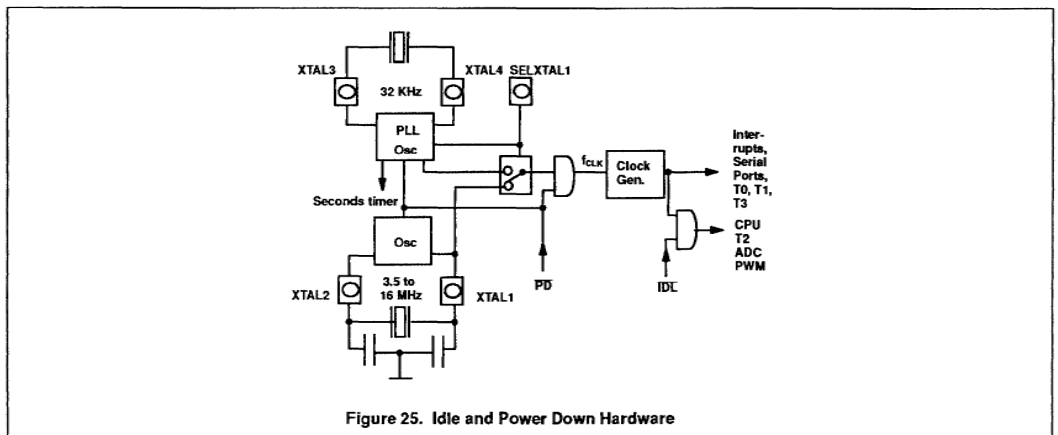 XTAL3
XTAL4 SELXTAL1
32 KHz
PLL
Osc
Seconds timer
fCLK
Clock
Gen.
Inter-
rupts,
Serial
Ports,
T0, T1,
T3
CPU
T2
ADC
PWM
Osc
PD
IDL
XTAL2
3.5 to
16 MHz
XTAL1
Figure 25. Idle and Power Down Hardware